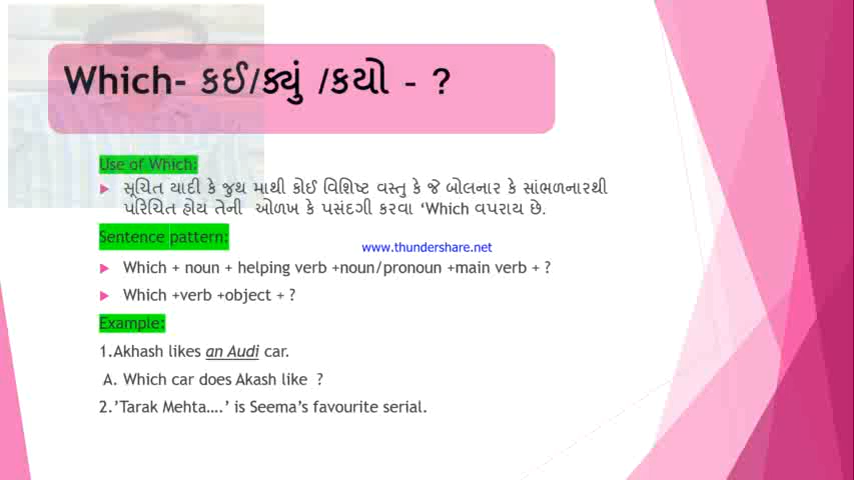 Which- કઈ/ક્યું /કયો - ?
Use of Which:
સૂચિત યાદી કે જુથ માથી કોઈ વિશિષ્ટ વસ્તુ કે જે બોલનાર કે સાંભળનારથી
પરિચિત હોય તેની ઓળખ કે પસંદગી કરવા ‘Which વપરાય છે.
Sentence pattern:
www.thundershare.net
Which + noun + helping verb +noun/pronoun +main verb + ?
Which +verb +object + ?
Example:
1.Akhash likes an Audi car.
A. Which car does Akash like ?
2.’Tarak Mehta....’ is Seema’s favourite serial.